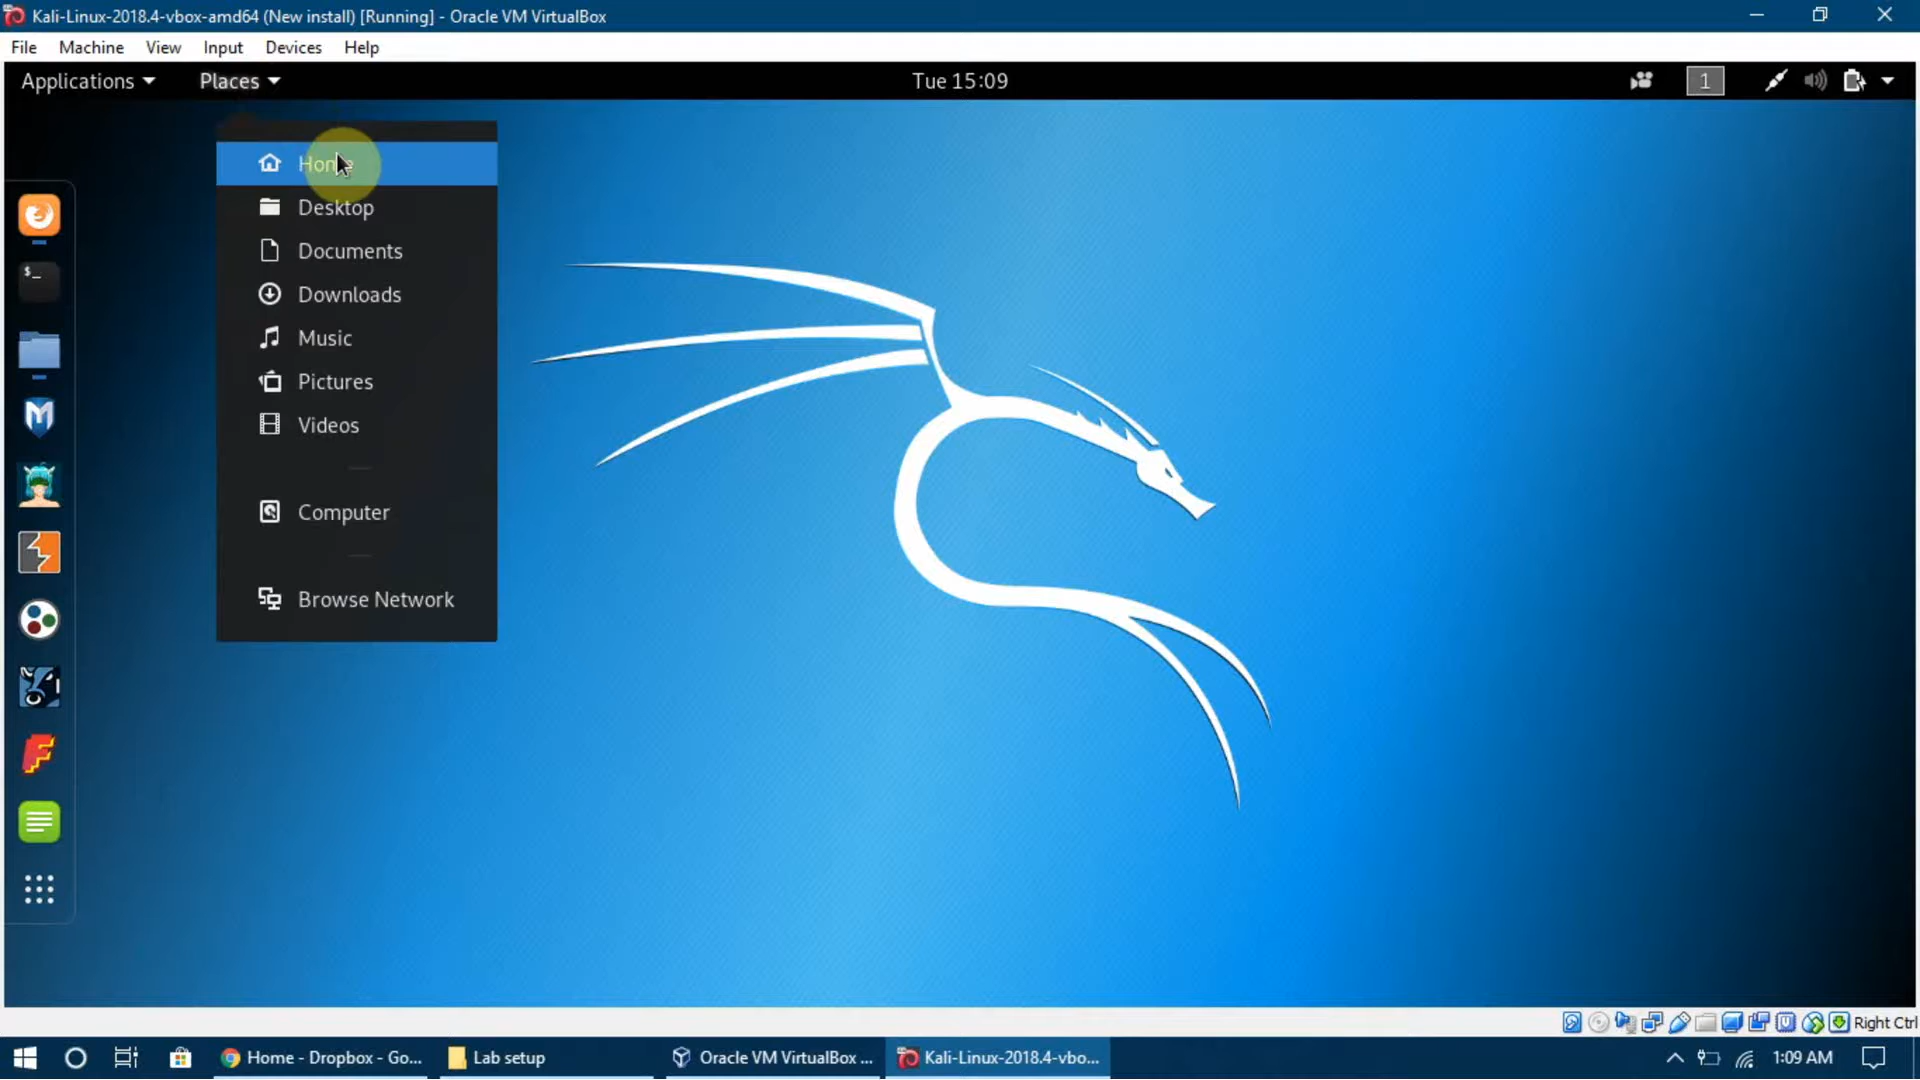 Kali-Linux-2018.4-vbox-amd64 (New install) [Running] - Oracle VM VirtualBox
File Machine View Input Devices Help
Applications Places Tue 15:09 1
Home
Desktop
Documents
Downloads
Music
Pictures
Videos
Computer
Browse Network
$_
Right Ctrl
Home - Dropbox - Go... Lab setup Oracle VM VirtualBox ... Kali-Linux-2018.4-vbo... 1:09 AM